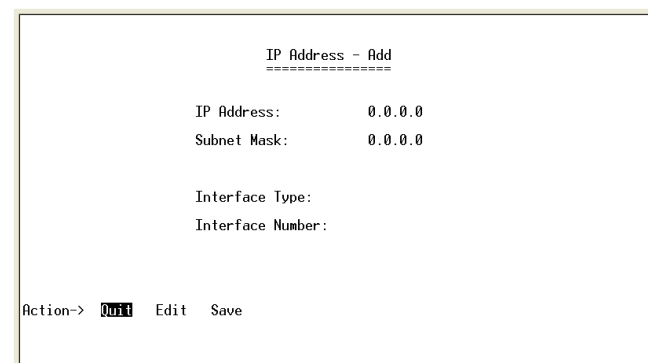 IP Address - Add
================
IP Address: 0.0.0.0
Subnet Mask: 0.0.0.0
Interface Type:
Interface Number:
Action-> Quit Edit Save